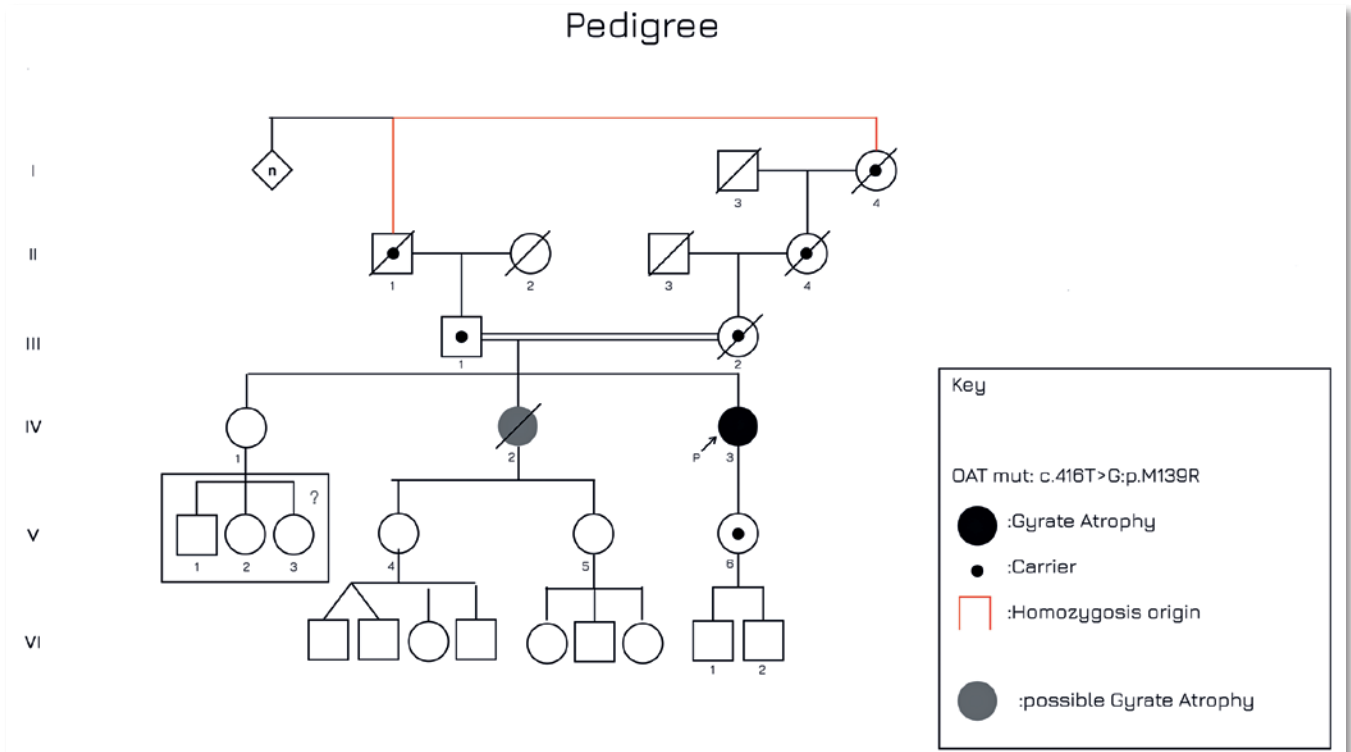 Pedigree
I
n
3
4
II
1
2
3
4
III
1
2
IV
1
2
P
3
V
?
1
2
3
4
5
6
VI
1
2
Key
OAT mut: c.416T>G:p.M139R
:Gyrate Atrophy
:Carrier
:Homozygosis origin
:possible Gyrate Atrophy